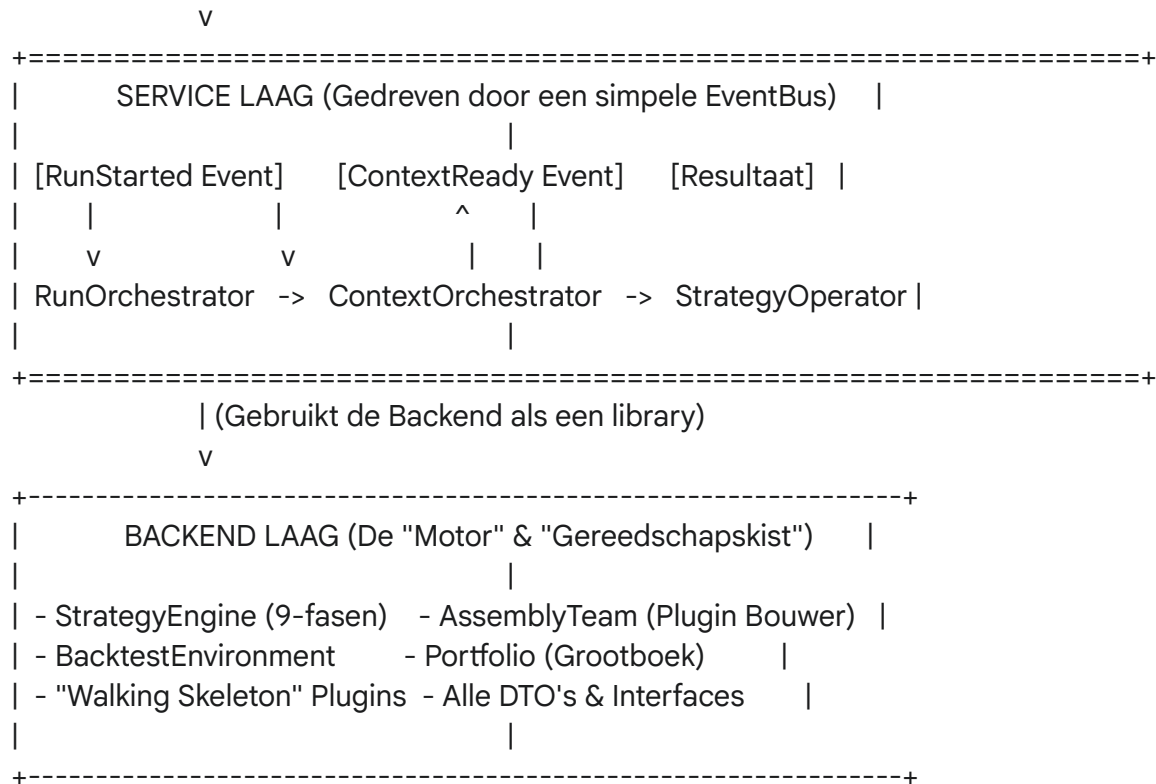 v
+=================================================================+
| SERVICE LAAG (Gedreven door een simpele EventBus) |
| |
| [RunStarted Event] [ContextReady Event] [Resultaat] |
| | | ^ |
| v v | |
| RunOrchestrator -> ContextOrchestrator -> StrategyOperator |
| |
+=================================================================+
| (Gebruikt de Backend als een library)
v
+-----------------------------------------------------------------+
| BACKEND LAAG (De "Motor" & "Gereedschapskist") |
| |
| - StrategyEngine (9-fasen) - AssemblyTeam (Plugin Bouwer) |
| - BacktestEnvironment - Portfolio (Grootboek) |
| - "Walking Skeleton" Plugins - Alle DTO's & Interfaces |
| |
+-----------------------------------------------------------------+